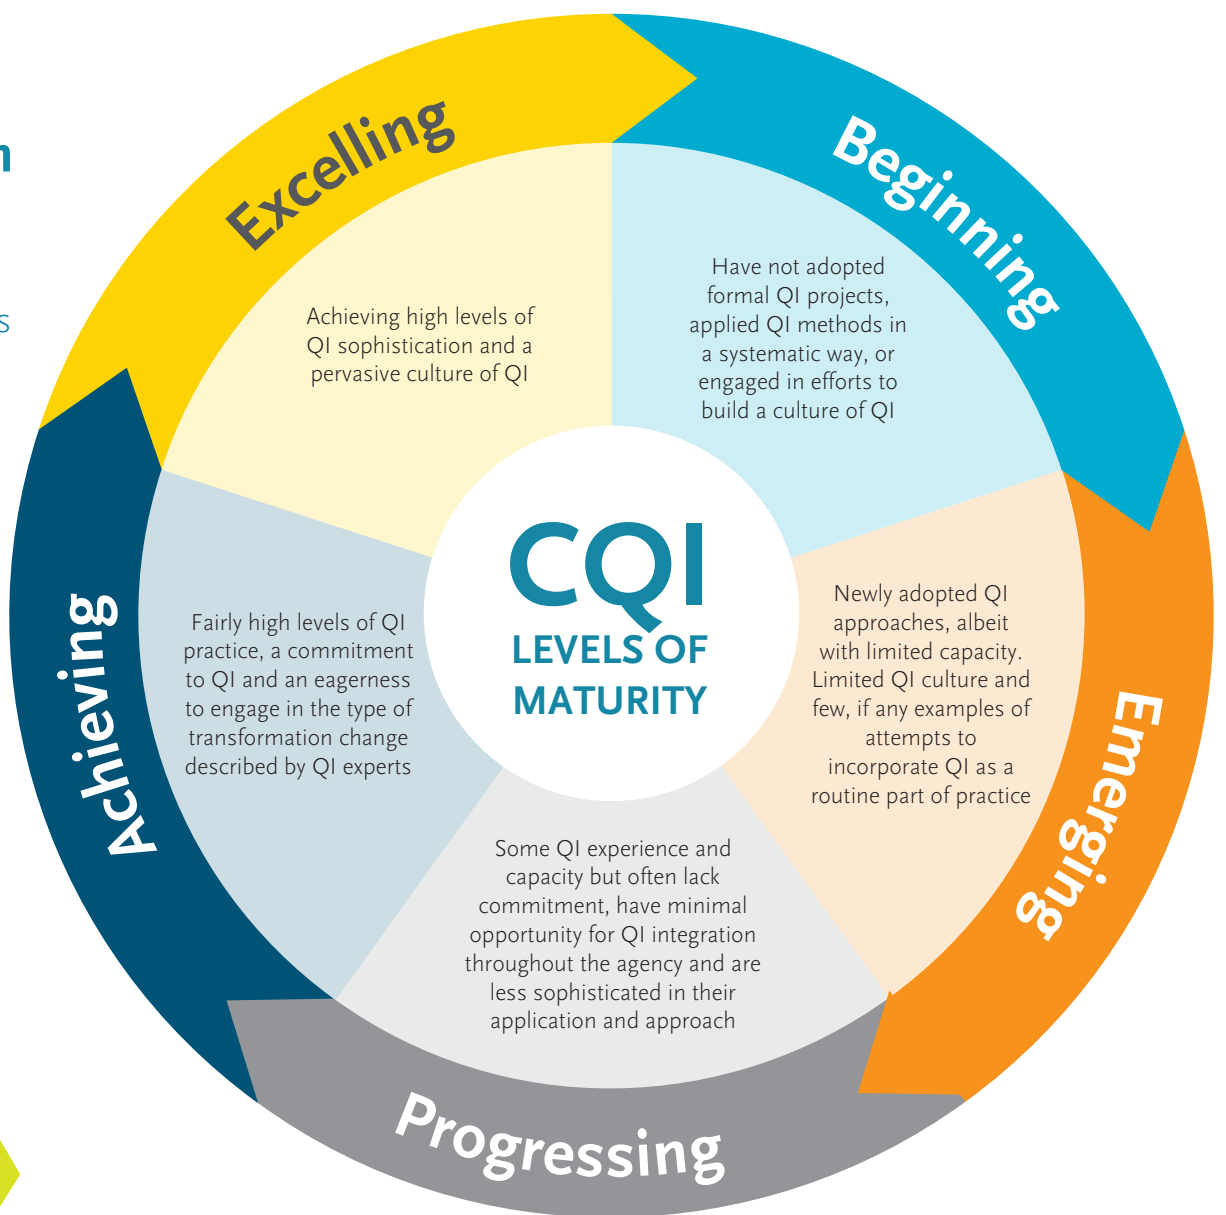 CQI
LEVELS OF
MATURITY
Beginning
Have not adopted
formal QI projects,
applied QI methods in
a systematic way, or
engaged in efforts to
build a culture of QI
Emerging
Newly adopted QI
approaches, albeit
with limited capacity.
Limited QI culture and
few, if any examples of
attempts to
incorporate QI as a
routine part of practice
Progressing
Some QI experience and
capacity but often lack
commitment, have minimal
opportunity for QI integration
throughout the agency and are
less sophisticated in their
application and approach
Achieving
Fairly high levels of QI
practice, a commitment
to QI and an eagerness
to engage in the type of
transformation change
described by QI experts
Excelling
Achieving high levels of
QI sophistication and a
pervasive culture of QI